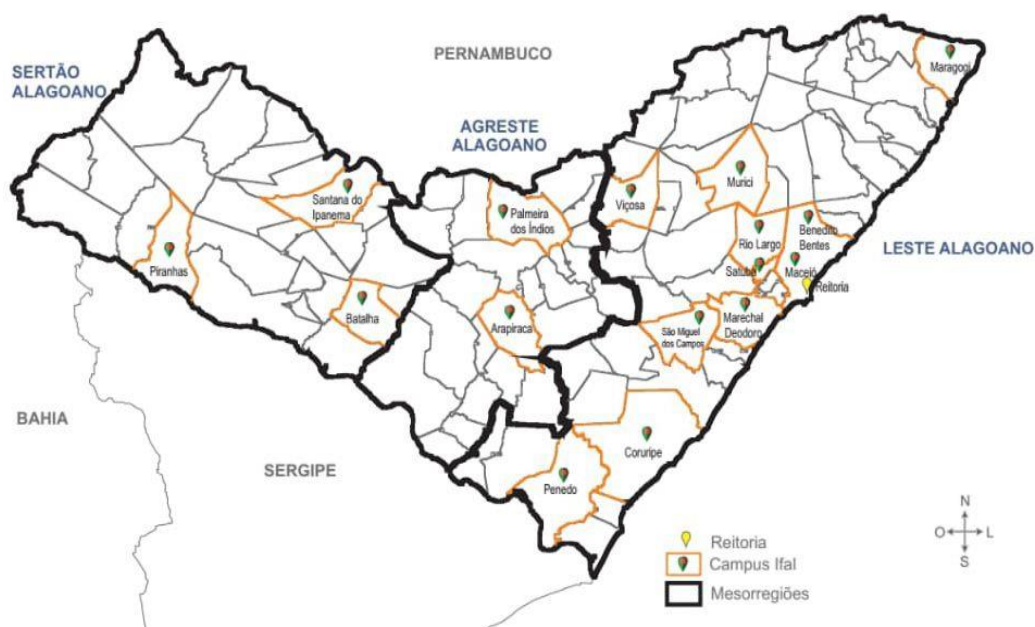 PERNAMBUCO
SERTÃO
ALAGOANO
AGRESTE
ALAGOANO
Maragogi
Murici
Viçosa
Santana do
Ipanema
Palmeira
dos Índios
Benedito
Bentes
Rio Largo
LESTE ALAGOANO
Piranhas
Satuba
Maceió
Reitoria
Batalha
Arapiraca
São Miguel
dos Campos
Marechal
Deodoro
BAHIA
SERGIPE
Coruripe
Penedo
N
O
L
S
Reitoria
Campus Ifal
Mesorregiões